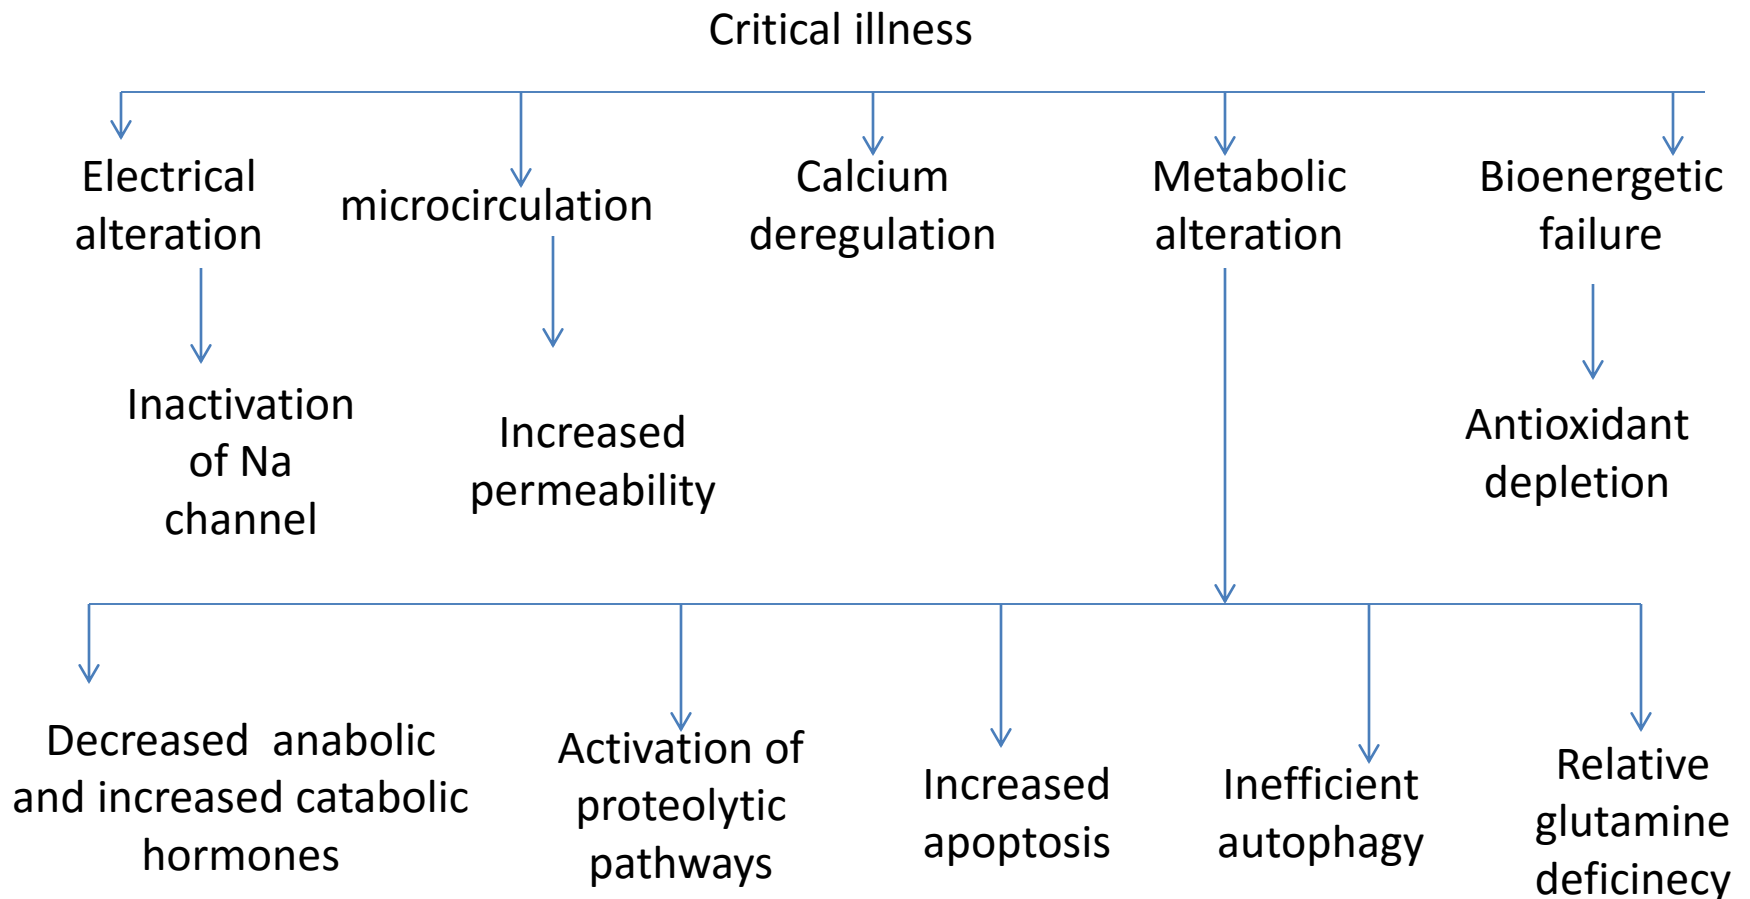 Critical illness
Electrical
alteration
microcirculation
Calcium
deregulation
Metabolic
alteration
Bioenergetic
failure
Inactivation
of Na
channel
Increased
permeability
Antioxidant
depletion
Decreased anabolic
and increased catabolic
hormones
Activation of
proteolytic
pathways
Increased
apoptosis
Inefficient
autophagy
Relative
glutamine
deficinecy